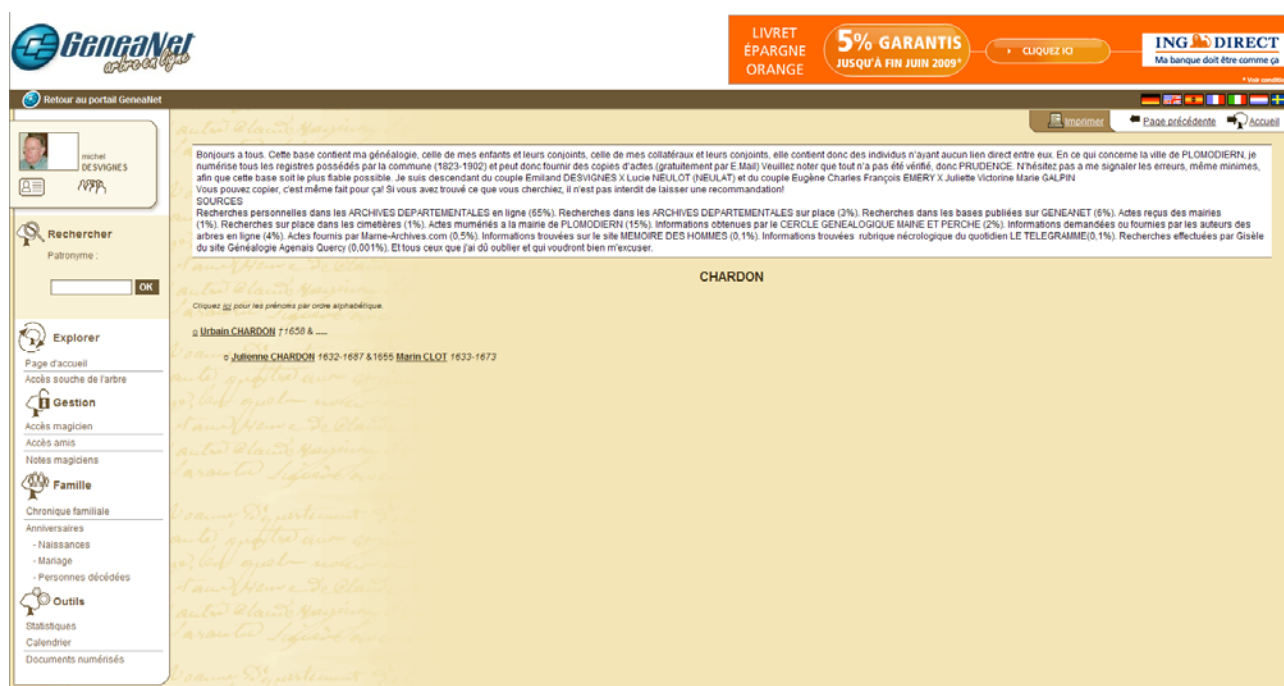 GeneaNet
arbre en ligne
LIVRET
ÉPARGNE
ORANGE
5% GARANTIS
JUSQU'À FIN JUIN 2009*
CLIQUEZ ICI
ING DIRECT
Ma banque doit être comme ça
* Voir conditio
Retour au portail GeneaNet
Imprimer
Page précédente
Accueil
michel
DESVIGNES
Rechercher
Patronyme :
OK
Explorer
Page d'accueil
Accès souche de l'arbre
Gestion
Accès magicien
Accès amis
Notes magiciens
Famille
Chronique familiale
Anniversaires
- Naissances
- Mariage
- Personnes décédées
Outils
Statistiques
Calendrier
Documents numérisés
Bonjours a tous. Cette base contient ma généalogie, celle de mes enfants et leurs conjoints, celle de mes collatéraux et leurs conjoints, elle contient donc des individus n'ayant aucun lien direct entre eux. En ce qui concerne la ville de PLOMODIERN, je
numérise tous les registres possédés par la commune (1823-1902) et peut donc fournir des copies d'actes.(gratuitement par E.Mail) Veuillez noter que tout n'a pas été vérifié, donc PRUDENCE. N'hésitez pas a me signaler les erreurs, même minimes,
afin que cette base soit le plus fiable possible. Je suis descendant du couple Emiland DESVIGNES X Lucie NEULOT (NEULAT) et du couple Eugène Charles François EMERY X Juliette Victorine Marie GALPIN
Vous pouvez copier, c'est même fait pour ça! Si vous avez trouvé ce que vous cherchiez, il n'est pas interdit de laisser une recommandation!
SOURCES
Recherches personnelles dans les ARCHIVES DEPARTEMENTALES en ligne (65%). Recherches dans les ARCHIVES DEPARTEMENTALES sur place (3%). Recherches dans les bases publiées sur GENEANET (6%). Actes reçus des mairies
(1%). Recherches sur place dans les cimetières (1%). Actes muméries a la mairie de PLOMODIERN (15%). Informations obtenues par le CERCLE GENEALOGIQUE MAINE ET PERCHE (2%). Informations demandées ou fournies par les auteurs des
arbres en ligne (4%). Actes fournis par Marne-Archives.com (0,5%). Informations trouvées sur le site MEMOIRE DES HOMMES (0,1%). Informations trouvées rubrique nécrologique du quotidien LE TELEGRAMME(0,1%). Recherches effectuées par Gisèle
du site Généalogie Agenais Quercy (0,001%). Et tous ceux que j'ai dû oublier et qui voudront bien m'excuser.
CHARDON
Cliquez ici pour les prénoms par ordre alphabétique.
o Urbain CHARDON †1658 & ....
o Julienne CHARDON 1632-1687 &1655 Marin CLOT 1633-1673